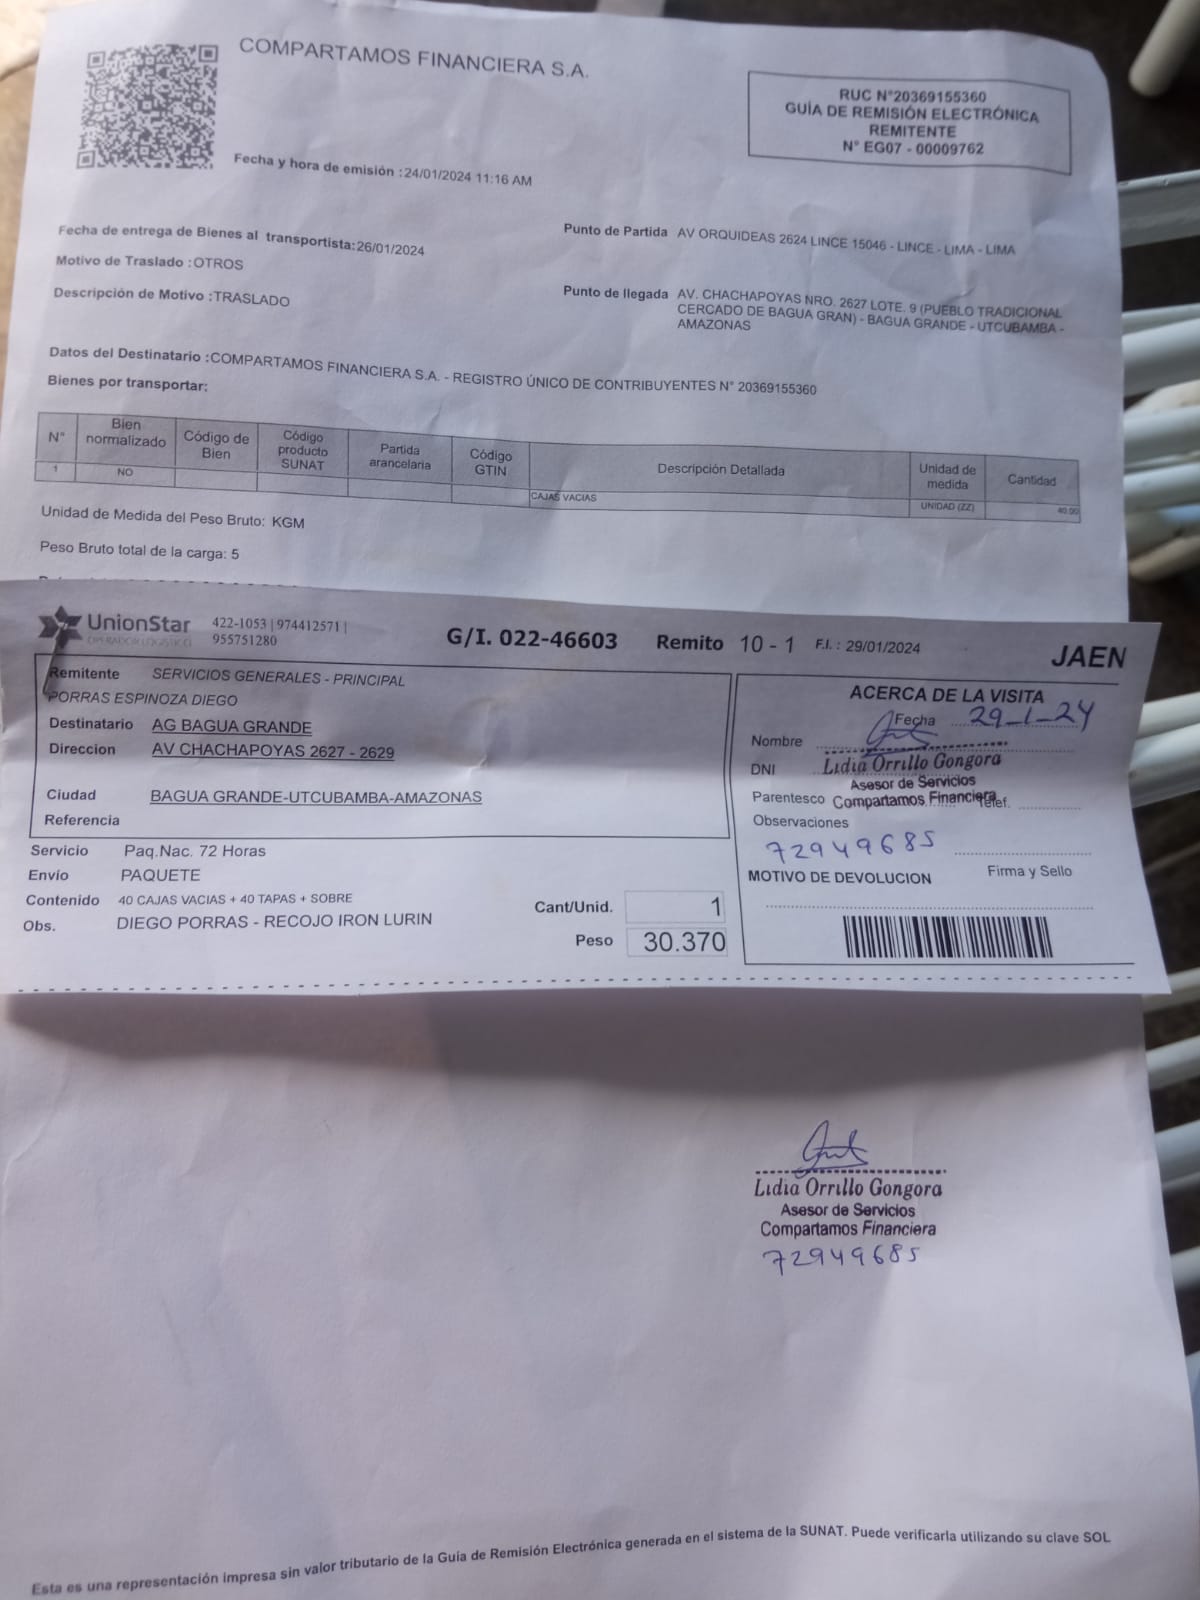 COMPARTAMOS FINANCIERA S.A.
RUC N°20369155360
GUÍA DE REMISIÓN ELECTRÓNICA
REMITENTE
N° EG07 - 00009762
Fecha y hora de emisión :24/01/2024 11:16 AM
Fecha de entrega de Bienes al transportista:26/01/2024
Motivo de Traslado :OTROS
Descripción de Motivo :TRASLADO
Punto de Partida AV ORQUIDEAS 2624 LINCE 15046 - LINCE - LIMA - LIMA
Punto de llegada AV. CHACHAPOYAS NRO. 2627 LOTE. 9 (PUEBLO TRADICIONAL
CERCADO DE BAGUA GRAN) - BAGUA GRANDE - UTCUBAMBA -
AMAZONAS
Datos del Destinatario :COMPARTAMOS FINANCIERA S.A. - REGISTRO ÚNICO DE CONTRIBUYENTES N° 20369155360
Bienes por transportar:
N° Bien normalizado Código de Bien Código producto SUNAT Partida arancelaria Código GTIN Descripción Detallada Unidad de medida Cantidad
1 NO CAJAS VACIAS UNIDAD (ZZ) 40.00
Unidad de Medida del Peso Bruto: KGM
Peso Bruto total de la carga: 5
UnionStar
OPERADOR LOGISTICO
422-1053 | 974412571 |
955751280
G/I. 022-46603 Remito 10 - 1 F.I. : 29/01/2024
JAEN
Remitente SERVICIOS GENERALES - PRINCIPAL
PORRAS ESPINOZA DIEGO
Destinatario AG BAGUA GRANDE
Direccion AV CHACHAPOYAS 2627 - 2629
Ciudad BAGUA GRANDE-UTCUBAMBA-AMAZONAS
Referencia
Servicio Paq.Nac. 72 Horas
Envio PAQUETE
Contenido 40 CAJAS VACIAS + 40 TAPAS + SOBRE
Obs. DIEGO PORRAS - RECOJO IRON LURIN
Cant/Unid. 1
Peso 30.370
ACERCA DE LA VISITA
Fecha 29-1-24
Nombre
DNI Lidia Orrillo Gongora
Asesor de Servicios
Parentesco Compartamos Financiera Telef.
Observaciones
72949685
MOTIVO DE DEVOLUCION Firma y Sello
Lidia Orrillo Gongora
Asesor de Servicios
Compartamos Financiera
72949685
Esta es una representación impresa sin valor tributario de la Guía de Remisión Electrónica generada en el sistema de la SUNAT. Puede verificarla utilizando su clave SOL